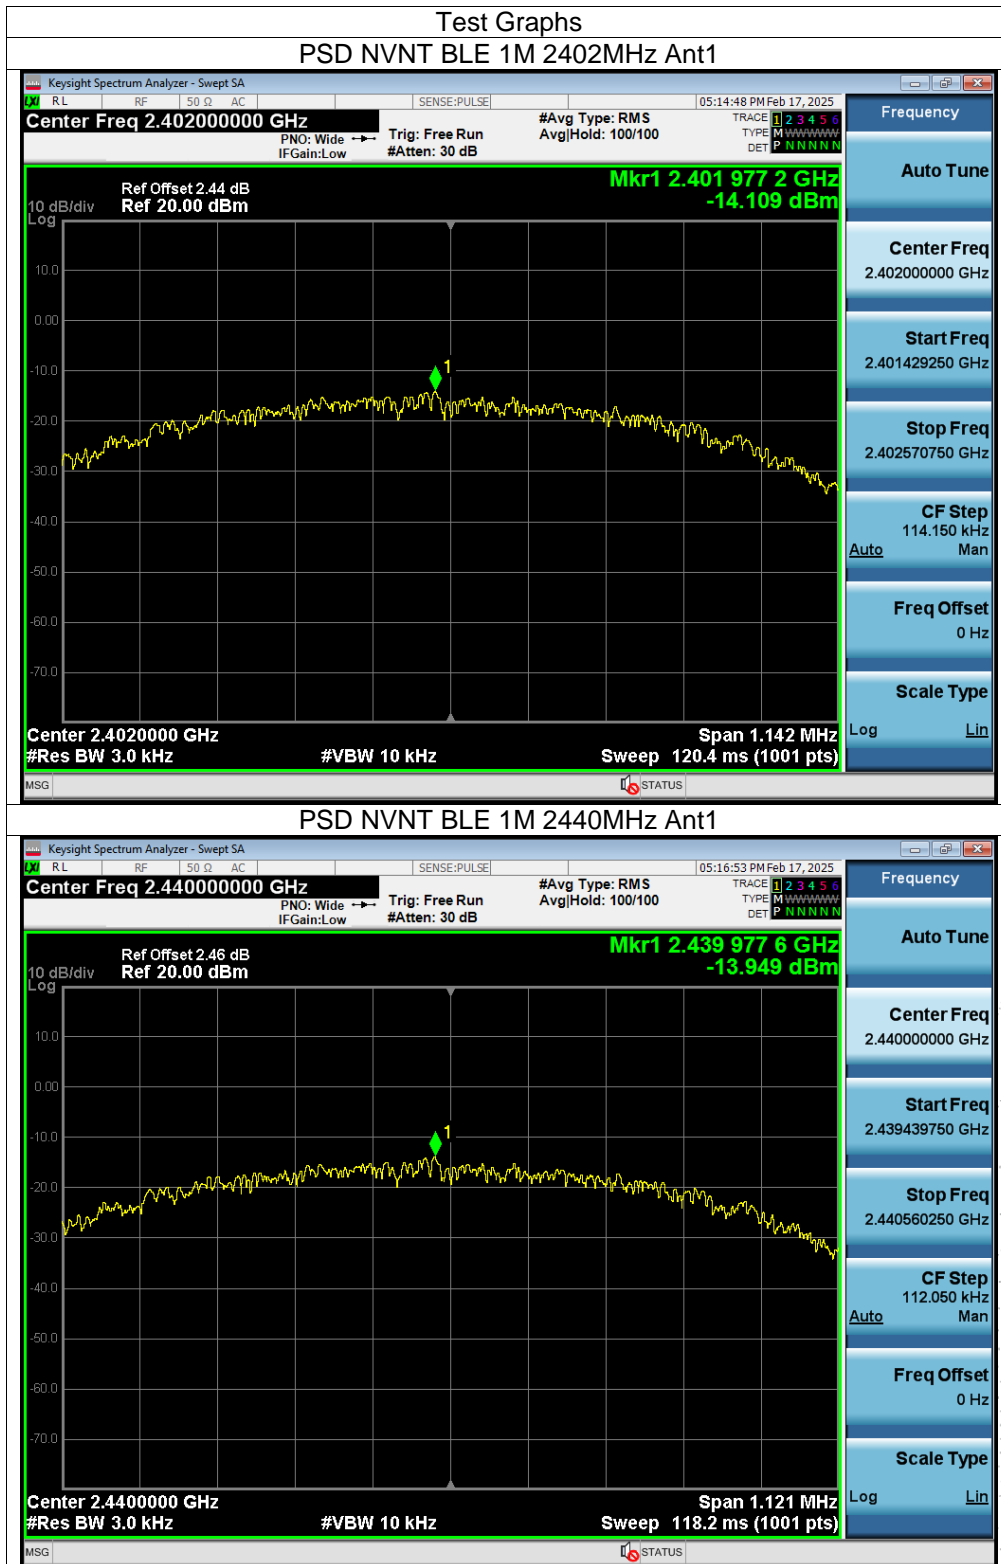 Test Graphs
PSD NVNT BLE 1M 2402MHz Ant1
Keysight Spectrum Analyzer - Swept SA
LXI RL RF 50 Ω AC SENSE:PULSE 05:14:48 PM Feb 17, 2025
Center Freq 2.402000000 GHz
PNO: Wide
IFGain:Low
Trig: Free Run
#Atten: 30 dB
#Avg Type: RMS
Avg|Hold: 100/100
TRACE 1 2 3 4 5 6
TYPE M W W W W W
DET P N N N N N
Frequency
Mkr1 2.401 977 2 GHz
-14.109 dBm
Ref Offset 2.44 dB
10 dB/div Ref 20.00 dBm
Log
1
10.0
0.00
-10.0
-20.0
-30.0
-40.0
-50.0
-60.0
-70.0
Center 2.4020000 GHz Span 1.142 MHz
#Res BW 3.0 kHz #VBW 10 kHz Sweep 120.4 ms (1001 pts)
Auto Tune
Center Freq
2.402000000 GHz
Start Freq
2.401429250 GHz
Stop Freq
2.402570750 GHz
CF Step
114.150 kHz
Auto Man
Freq Offset
0 Hz
Scale Type
Log Lin
MSG STATUS
PSD NVNT BLE 1M 2440MHz Ant1
Keysight Spectrum Analyzer - Swept SA
LXI RL RF 50 Ω AC SENSE:PULSE 05:16:53 PM Feb 17, 2025
Center Freq 2.440000000 GHz
PNO: Wide
IFGain:Low
Trig: Free Run
#Atten: 30 dB
#Avg Type: RMS
Avg|Hold: 100/100
TRACE 1 2 3 4 5 6
TYPE M W W W W W
DET P N N N N N
Frequency
Mkr1 2.439 977 6 GHz
-13.949 dBm
Ref Offset 2.46 dB
10 dB/div Ref 20.00 dBm
Log
1
10.0
0.00
-10.0
-20.0
-30.0
-40.0
-50.0
-60.0
-70.0
Center 2.4400000 GHz Span 1.121 MHz
#Res BW 3.0 kHz #VBW 10 kHz Sweep 118.2 ms (1001 pts)
Auto Tune
Center Freq
2.440000000 GHz
Start Freq
2.439439750 GHz
Stop Freq
2.440560250 GHz
CF Step
112.050 kHz
Auto Man
Freq Offset
0 Hz
Scale Type
Log Lin
MSG STATUS